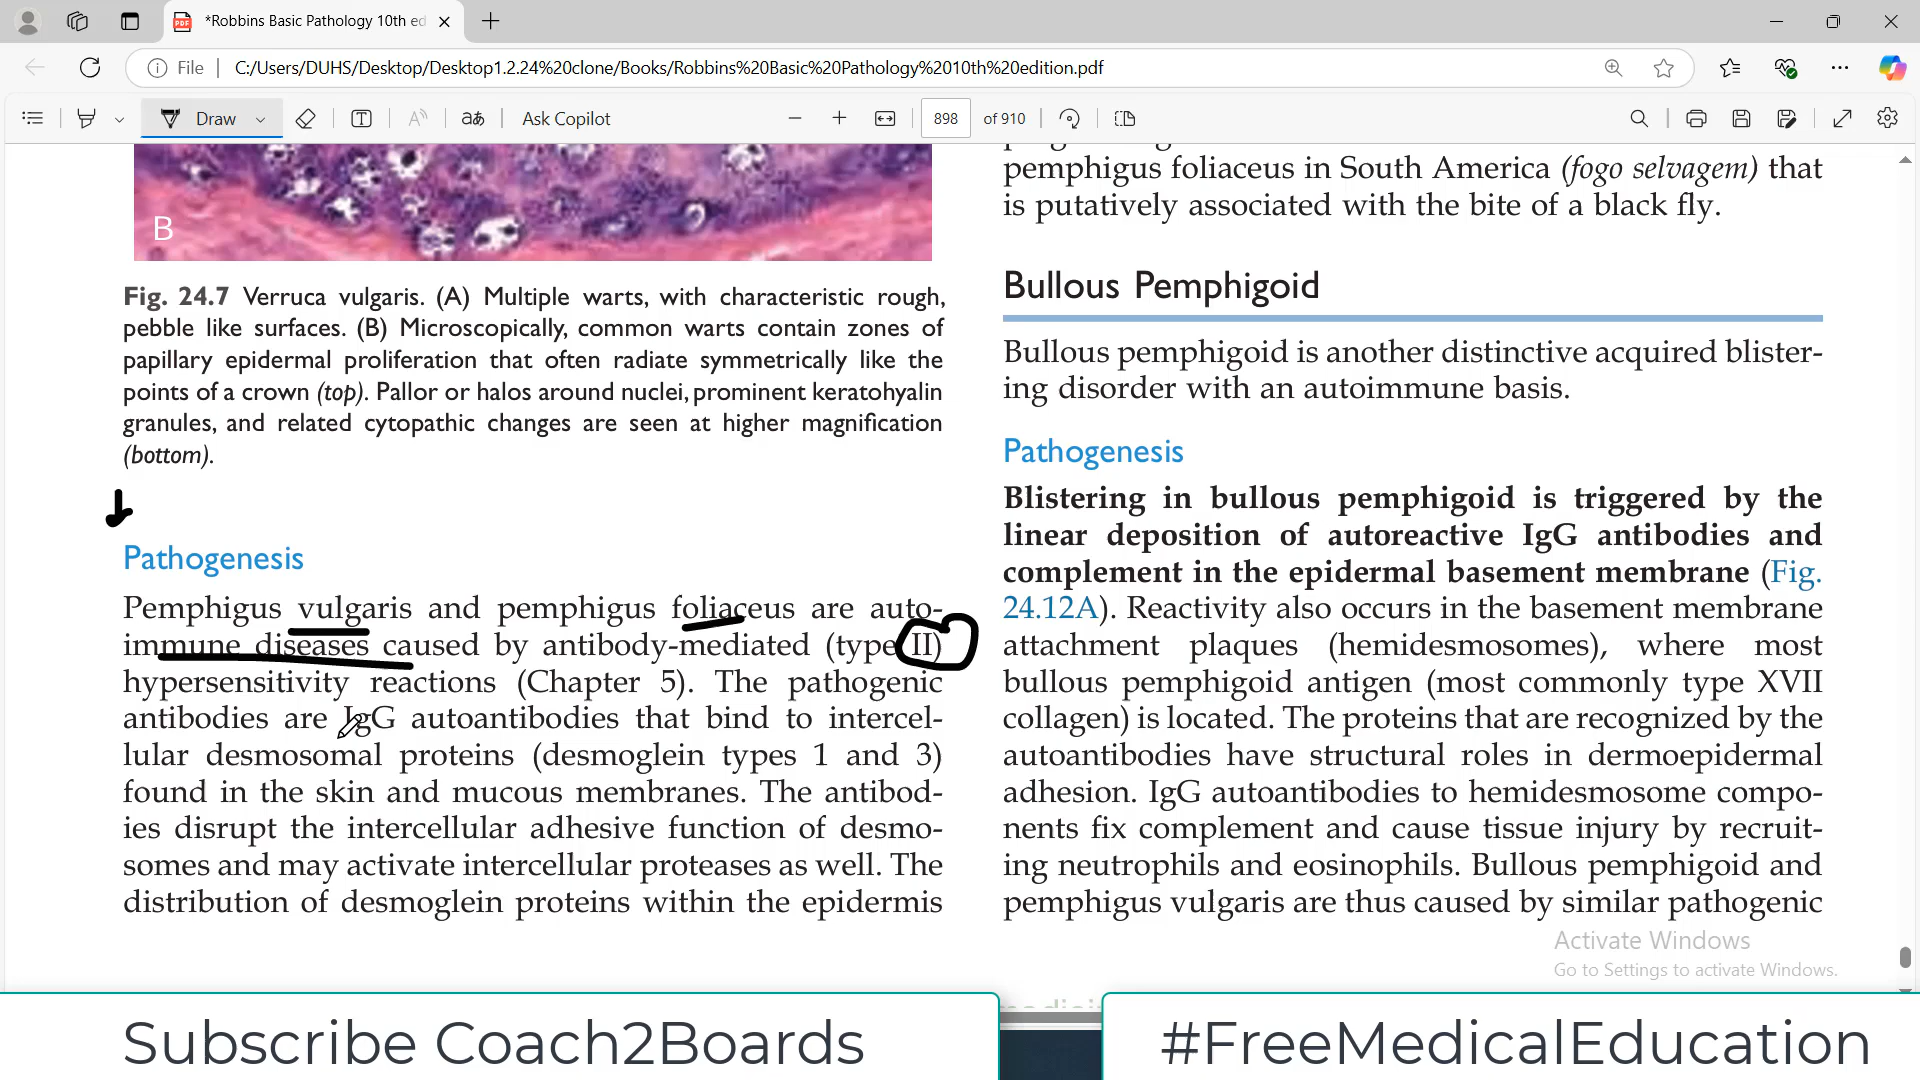 *Robbins Basic Pathology 10th ed
File
C:/Users/DUHS/Desktop/Desktop1.2.24%20clone/Books/Robbins%20Basic%20Pathology%2010th%20edition.pdf
Draw
Ask Copilot
898 of 910
B
Fig. 24.7 Verruca vulgaris. (A) Multiple warts, with characteristic rough,
pebble like surfaces. (B) Microscopically, common warts contain zones of
papillary epidermal proliferation that often radiate symmetrically like the
points of a crown (top). Pallor or halos around nuclei, prominent keratohyalin
granules, and related cytopathic changes are seen at higher magnification
(bottom).
Pathogenesis
Pemphigus vulgaris and pemphigus foliaceus are auto-
immune diseases caused by antibody-mediated (type II)
hypersensitivity reactions (Chapter 5). The pathogenic
antibodies are IgG autoantibodies that bind to intercel-
lular desmosomal proteins (desmoglein types 1 and 3)
found in the skin and mucous membranes. The antibod-
ies disrupt the intercellular adhesive function of desmo-
somes and may activate intercellular proteases as well. The
distribution of desmoglein proteins within the epidermis
pemphigus foliaceus in South America (fogo selvagem) that
is putatively associated with the bite of a black fly.
Bullous Pemphigoid
Bullous pemphigoid is another distinctive acquired blister-
ing disorder with an autoimmune basis.
Pathogenesis
Blistering in bullous pemphigoid is triggered by the
linear deposition of autoreactive IgG antibodies and
complement in the epidermal basement membrane (Fig.
24.12A). Reactivity also occurs in the basement membrane
attachment plaques (hemidesmosomes), where most
bullous pemphigoid antigen (most commonly type XVII
collagen) is located. The proteins that are recognized by the
autoantibodies have structural roles in dermoepidermal
adhesion. IgG autoantibodies to hemidesmosome compo-
nents fix complement and cause tissue injury by recruit-
ing neutrophils and eosinophils. Bullous pemphigoid and
pemphigus vulgaris are thus caused by similar pathogenic
Activate Windows
Go to Settings to activate Windows.
Subscribe Coach2Boards
#FreeMedicalEducation